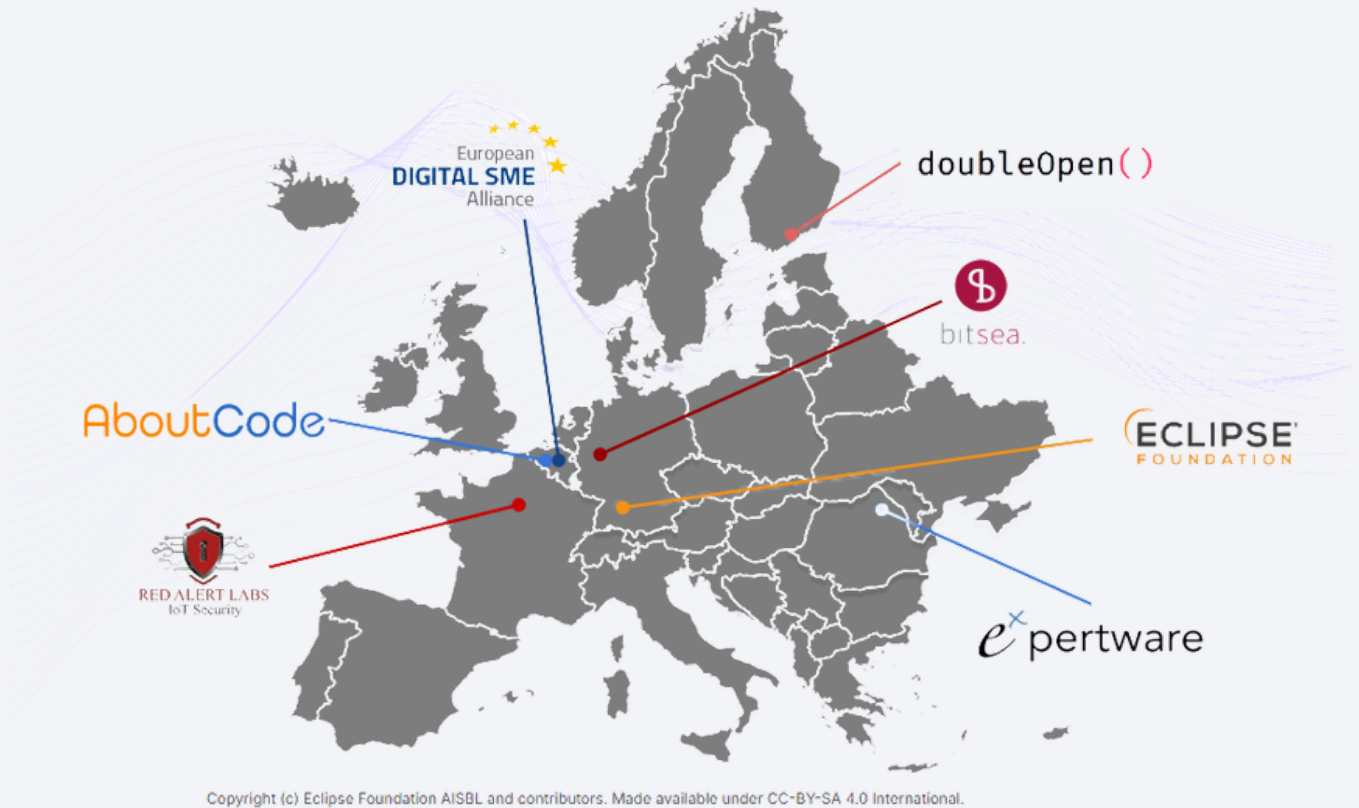 European
DIGITAL SME
Alliance
doubleOpen()
bitsea.
AboutCode
ECLIPSE
FOUNDATION
RED ALERT LABS
IoT Security
expertware
Copyright (c) Eclipse Foundation AISBL and contributors. Made available under CC-BY-SA 4.0 International.